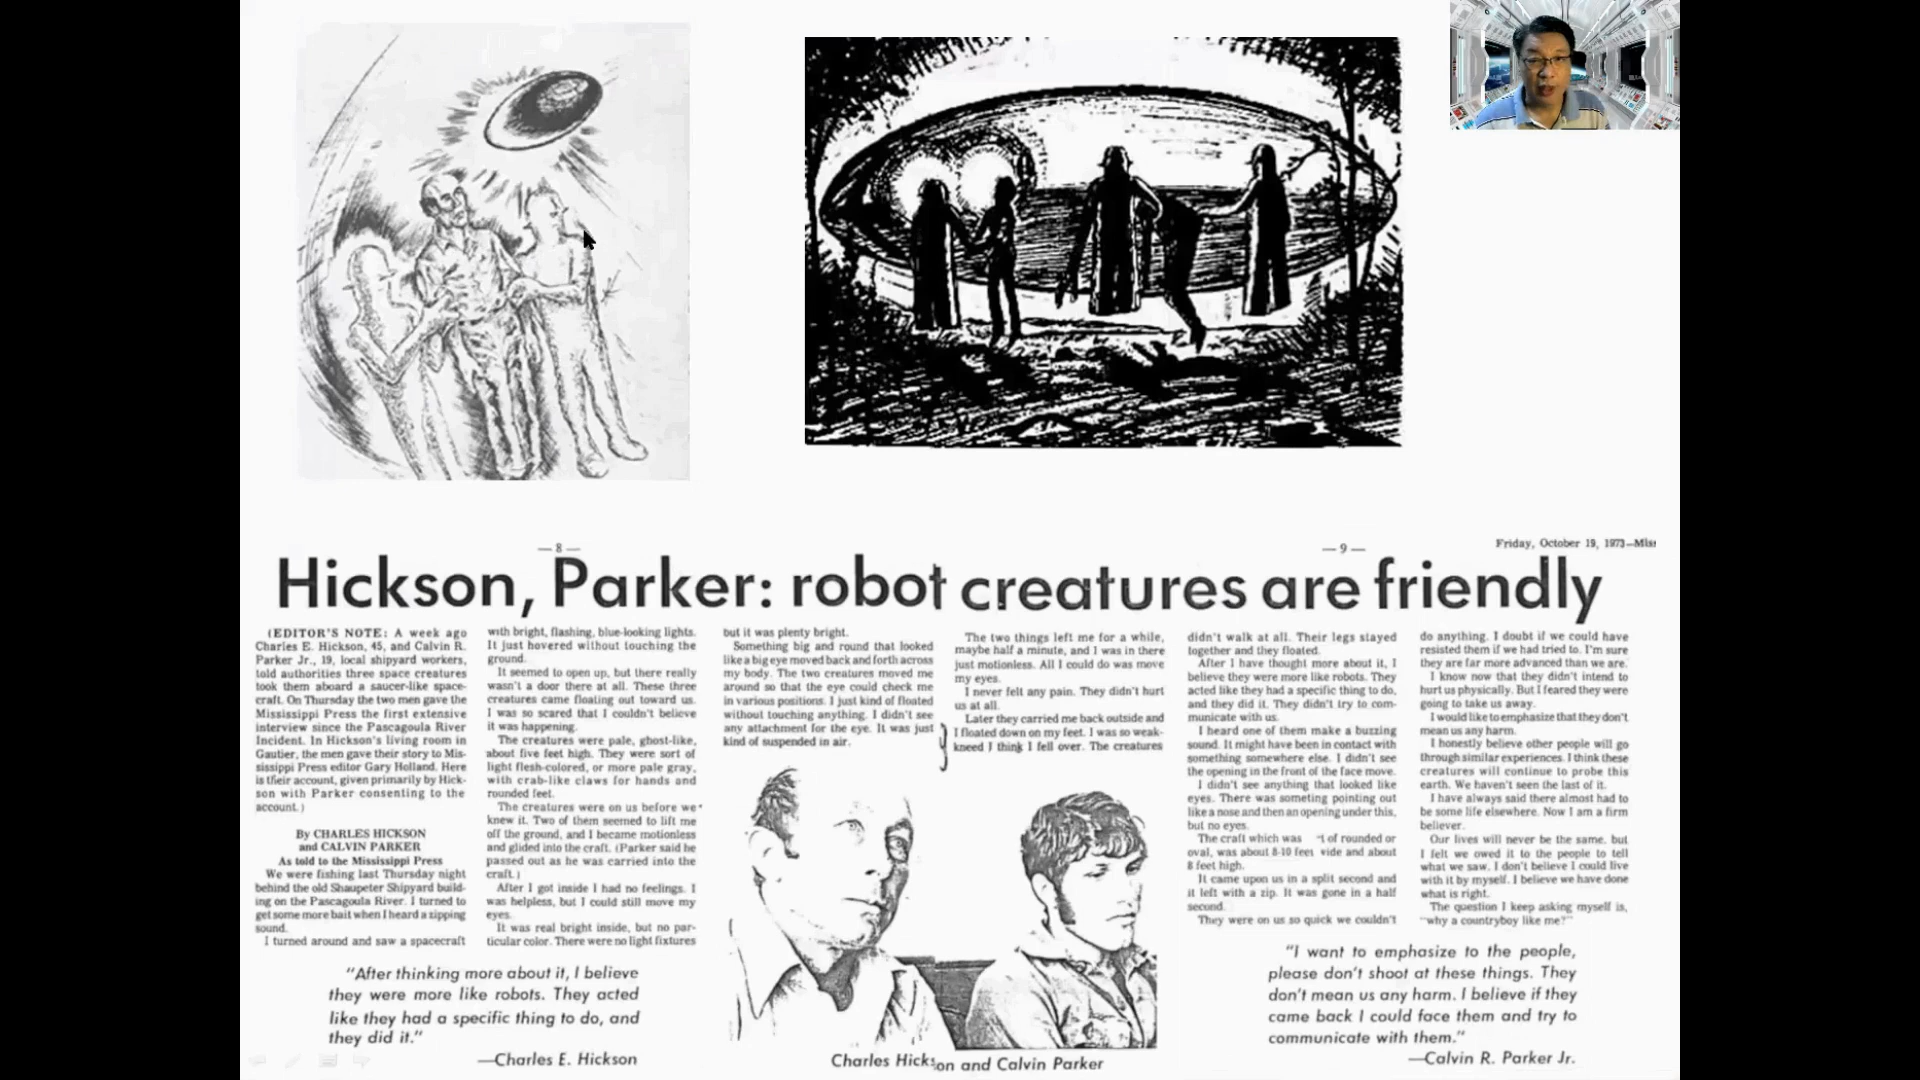 — 8 —
— 9 —
Friday, October 19, 1973—Miss
Hickson, Parker: robot creatures are friendly
(EDITOR'S NOTE: A week ago
Charles E. Hickson, 45, and Calvin R.
Parker Jr., 19, local shipyard workers,
told authorities three space creatures
took them aboard a saucer-like space-
craft. On Thursday the two men gave the
Mississippi Press the first extensive
interview since the Pascagoula River
Incident. In Hickson's living room in
Gautier, the men gave their story to Mis-
sissippi Press editor Gary Holland. Here
is their account, given primarily by Hick-
son with Parker consenting to the
account.)
By CHARLES HICKSON
and CALVIN PARKER
As told to the Mississippi Press
We were fishing last Thursday night
behind the old Shaupeter Shipyard build-
ing on the Pascagoula River. I turned to
get some more bait when I heard a zipping
sound.
I turned around and saw a spacecraft
with bright, flashing, blue-looking lights.
It just hovered without touching the
ground.
It seemed to open up, but there really
wasn't a door there at all. These three
creatures came floating out toward us.
I was so scared that I couldn't believe
it was happening.
The creatures were pale, ghost-like,
about five feet high. They were sort of
light flesh-colored, or more pale gray,
with crab-like claws for hands and
rounded feet.
The creatures were on us before we
knew it. Two of them seemed to lift me
off the ground, and I became motionless
and glided into the craft. (Parker said he
passed out as he was carried into the
craft.)
After I got inside I had no feelings. I
was helpless, but I could still move my
eyes.
It was real bright inside, but no par-
ticular color. There were no light fixtures
but it was plenty bright.
Something big and round that looked
like a big eye moved back and forth across
my body. The two creatures moved me
around so that the eye could check me
in various positions. I just kind of floated
without touching anything. I didn't see
any attachment for the eye. It was just
kind of suspended in air.
The two things left me for a while,
maybe half a minute, and I was in there
just motionless. All I could do was move
my eyes.
I never felt any pain. They didn't hurt
us at all.
Later they carried me back outside and
I floated down on my feet. I was so weak-
kneed I think I fell over. The creatures
didn't walk at all. Their legs stayed
together and they floated.
After I have thought more about it, I
believe they were more like robots. They
acted like they had a specific thing to do,
and they did it. They didn't try to com-
municate with us.
I heard one of them make a buzzing
sound. It might have been in contact with
something somewhere else. I didn't see
the opening in the front of the face move.
I didn't see anything that looked like
eyes. There was someting pointing out
like a nose and then an opening under this,
but no eyes.
The craft which was of rounded or
oval, was about 8-10 feet wide and about
8 feet high.
It came upon us in a split second and
it left with a zip. It was gone in a half
second.
They were on us so quick we couldn't
do anything. I doubt if we could have
resisted them if we had tried to. I'm sure
they are far more advanced than we are.
I know now that they didn't intend to
hurt us physically. But I feared they were
going to take us away.
I would like to emphasize that they don't
mean us any harm.
I honestly believe other people will go
through similar experiences. I think these
creatures will continue to probe this
earth. We haven't seen the last of it.
I have always said there almost had to
be some life elsewhere. Now I am a firm
believer.
Our lives will never be the same, but
I felt we owed it to the people to tell
what we saw. I don't believe I could live
with it by myself. I believe we have done
what is right.
The question I keep asking myself is,
"why a countryboy like me?"
"After thinking more about it, I believe
they were more like robots. They acted
like they had a specific thing to do, and
they did it."
—Charles E. Hickson
Charles Hickson and Calvin Parker
"I want to emphasize to the people,
please don't shoot at these things. They
don't mean us any harm. I believe if they
came back I could face them and try to
communicate with them."
—Calvin R. Parker Jr.